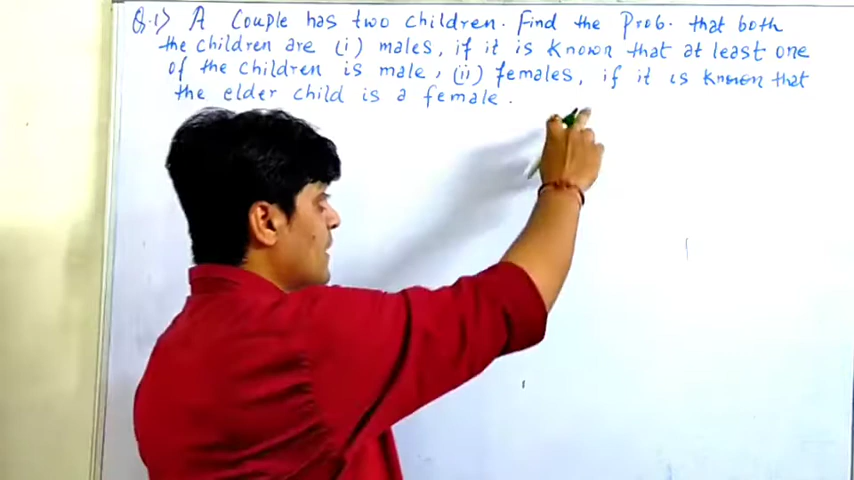 Q.1> A Couple has two children. Find the Prob. that both
the children are (i) males, if it is known that at least one
of the children is male, (ii) females, if it is known that
the elder child is a female.